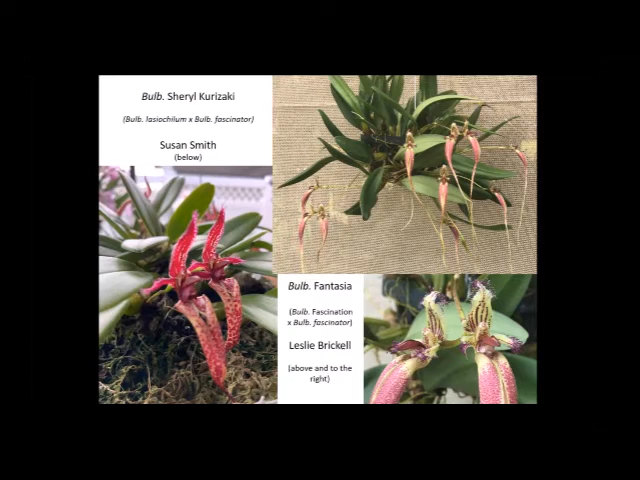 Bulb. Sheryl Kurizaki
(Bulb. lasiochilum x Bulb. fascinator)
Susan Smith
(below)
Bulb. Fantasia
(Bulb. Fascination
x Bulb. fascinator)
Leslie Brickell
(above and to the
right)